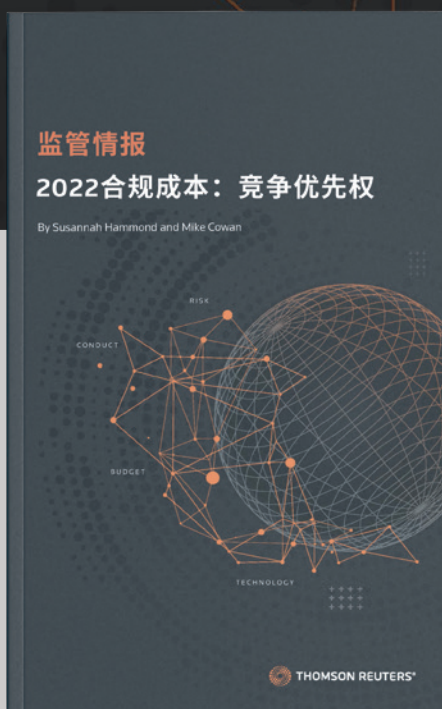 监管情报
2022合规成本：竞争优先权
By Susannah Hammond and Mike Cowan
RISK
CONDUCT
BUDGET
TECHNOLOGY
THOMSON REUTERS®